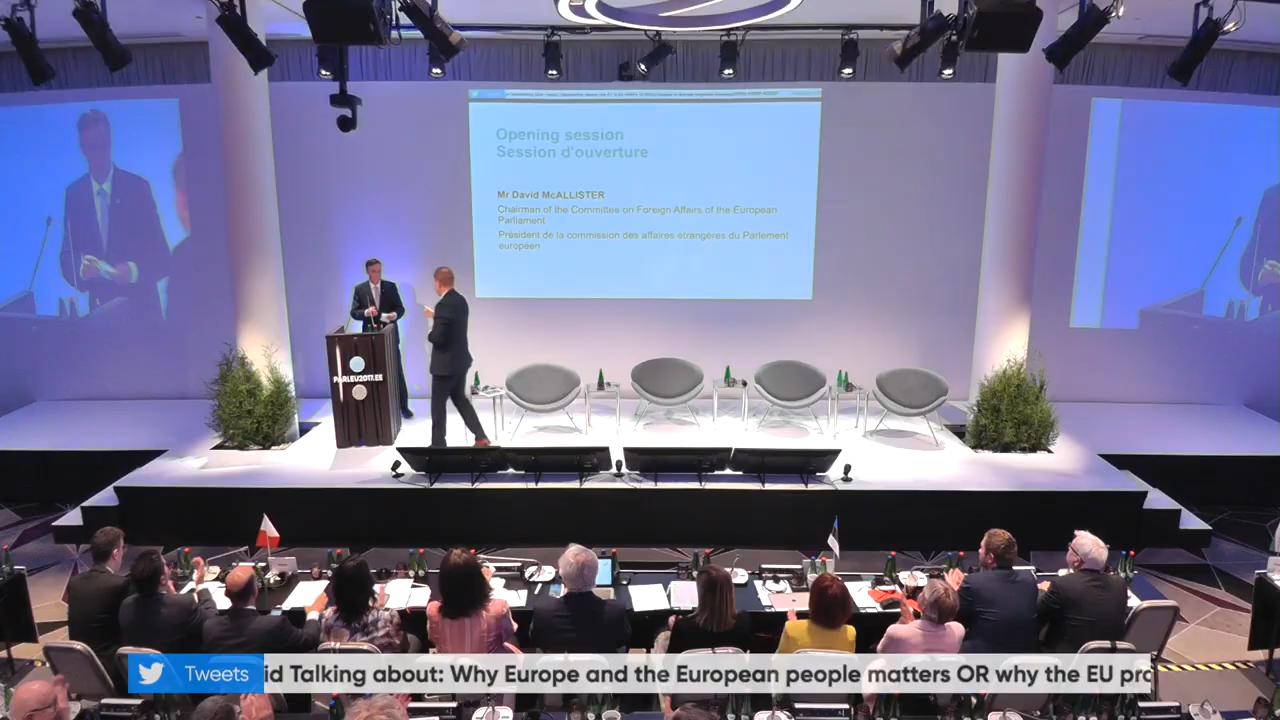 Opening session
Session d'ouverture
Mr David McALLISTER
Chairman of the Committee on Foreign Affairs of the European
Parliament
Président de la commission des affaires étrangères du Parlement
européen
PARLEU2017.EE
Tweets
id Talking about: Why Europe and the European people matters OR why the EU pro